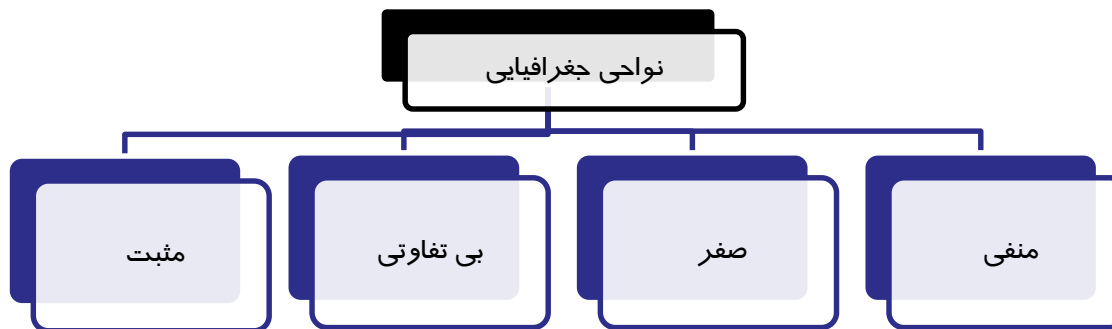 نواحی جغرافیایی
منفی
صفر
بی تفاوتی
مثبت